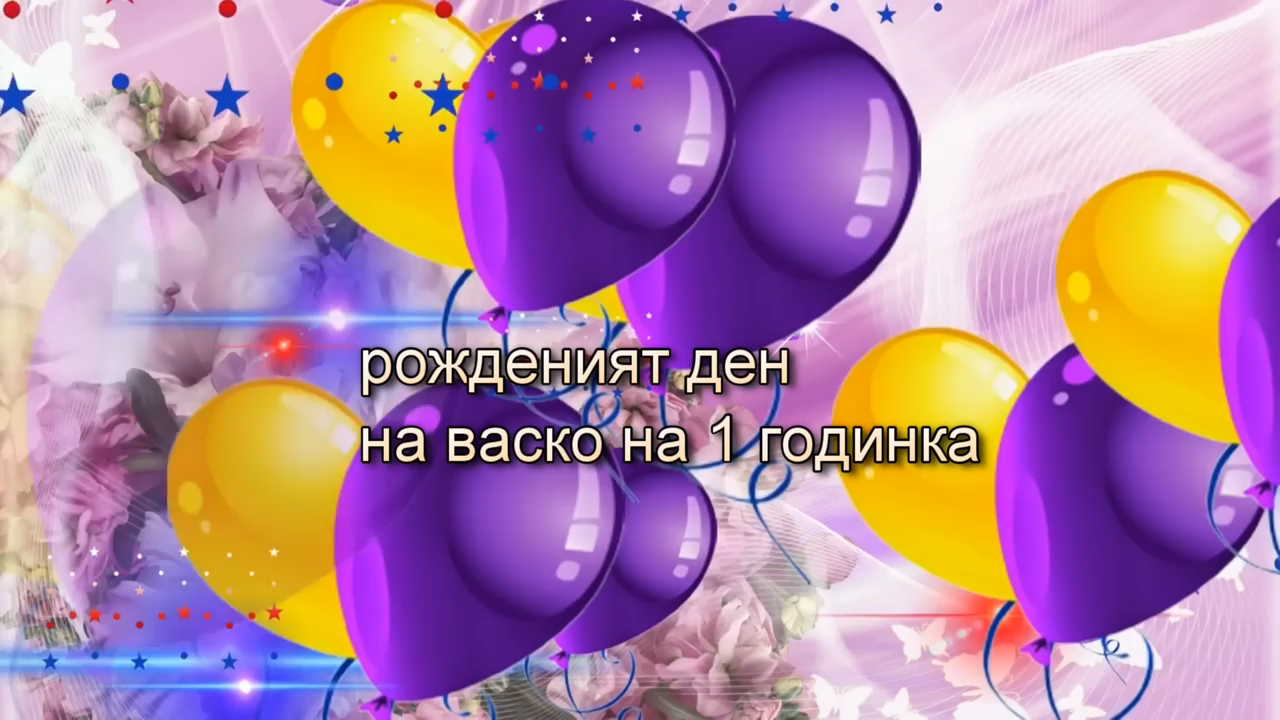 рожденият ден
на васко на 1 годинка